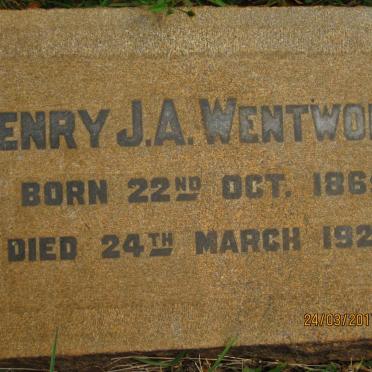 ENRY J.A. WENTWO
BORN 22ND OCT. 186
DIED 24TH MARCH 192
24/03/201